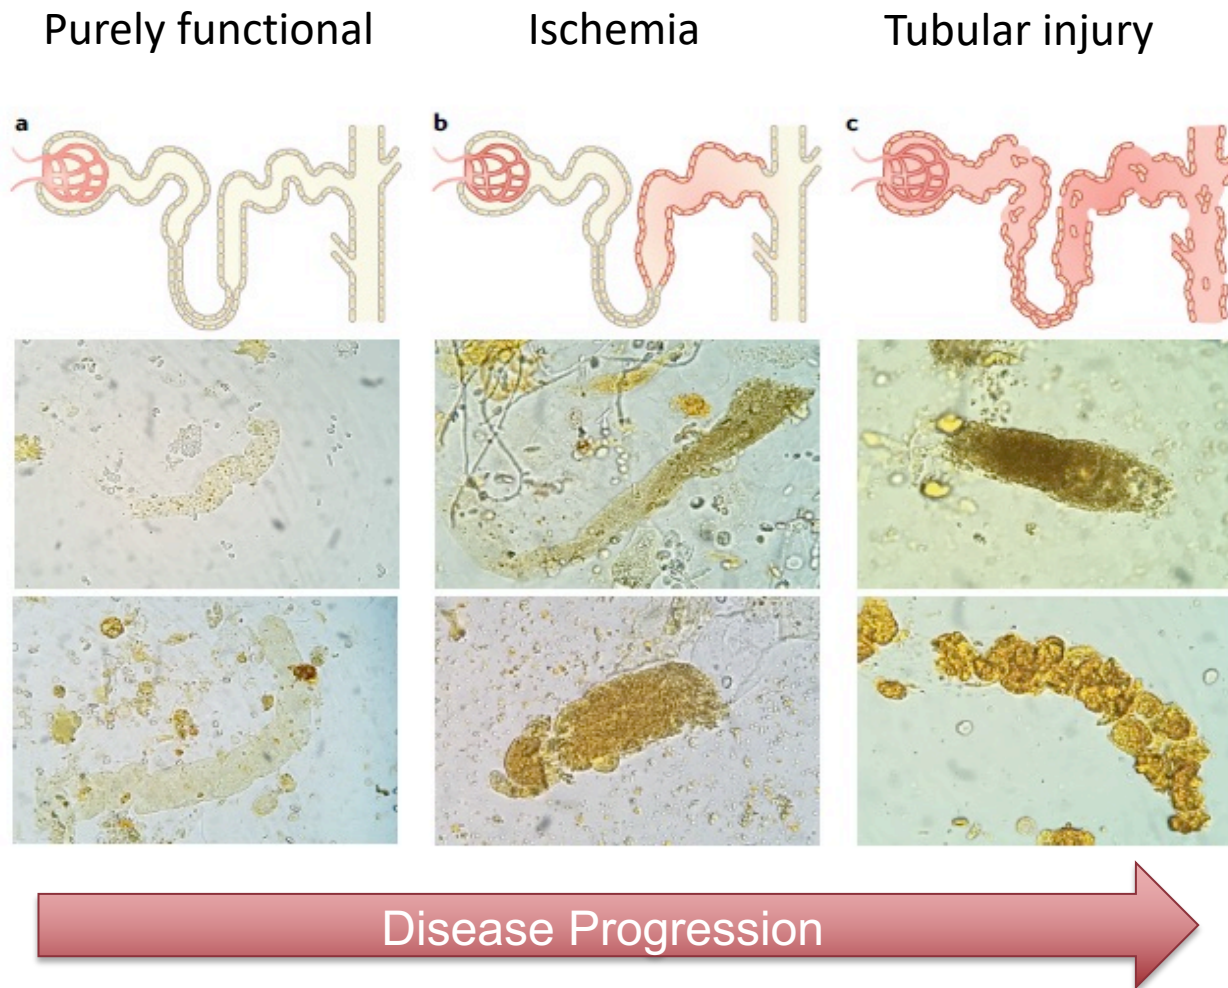 Purely functional
Ischemia
Tubular injury
a
b
c
Disease Progression